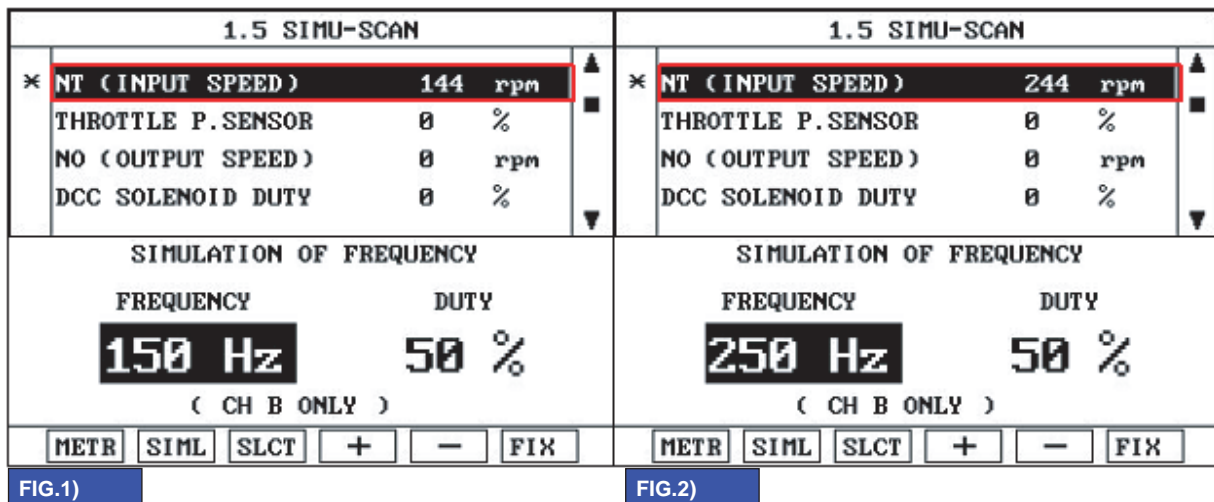 1.5 SIMU-SCAN
* NT (INPUT SPEED) 144 rpm
THROTTLE P.SENSOR 0 %
NO (OUTPUT SPEED) 0 rpm
DCC SOLENOID DUTY 0 %
SIMULATION OF FREQUENCY
FREQUENCY DUTY
150 Hz 50 %
( CH B ONLY )
METR SIML SLCT + - FIX
FIG.1)
1.5 SIMU-SCAN
* NT (INPUT SPEED) 244 rpm
THROTTLE P.SENSOR 0 %
NO (OUTPUT SPEED) 0 rpm
DCC SOLENOID DUTY 0 %
SIMULATION OF FREQUENCY
FREQUENCY DUTY
250 Hz 50 %
( CH B ONLY )
METR SIML SLCT + - FIX
FIG.2)